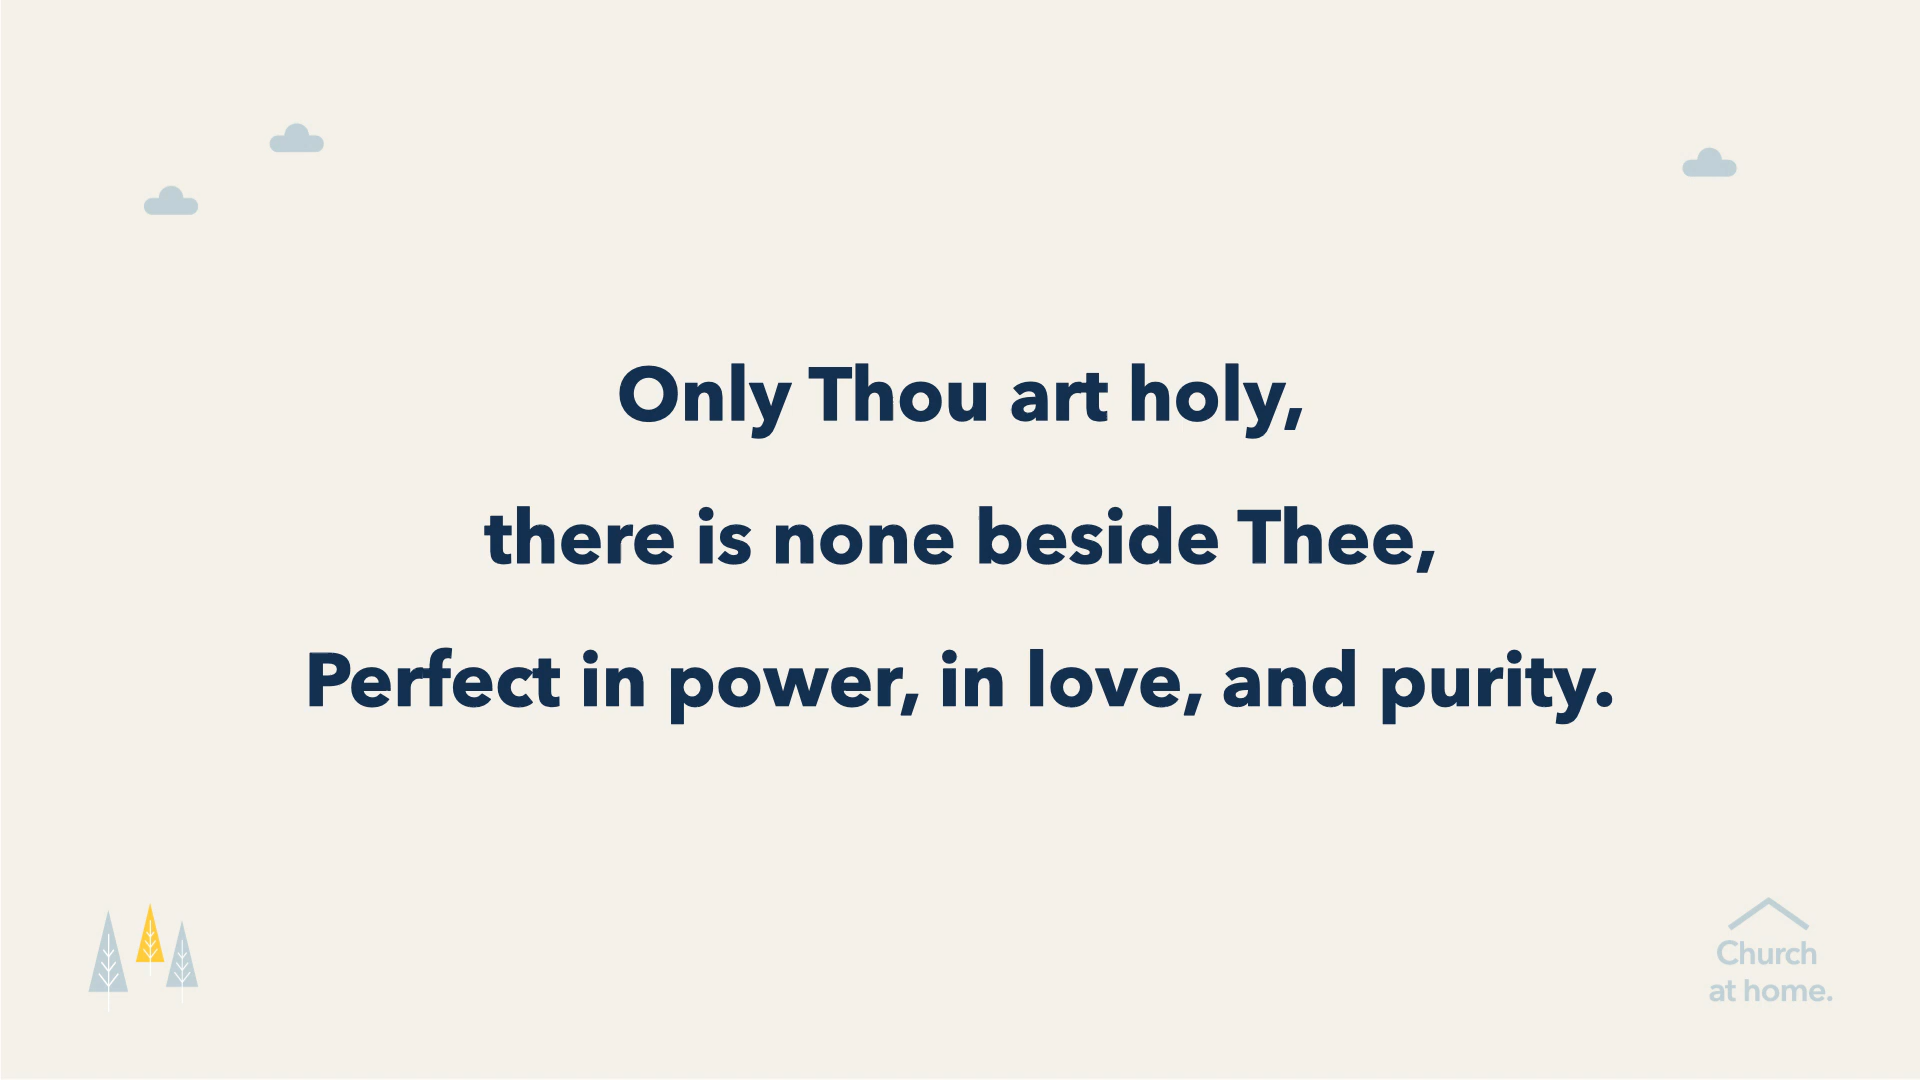 Only Thou art holy,
there is none beside Thee,
Perfect in power, in love, and purity.
Church
at home.